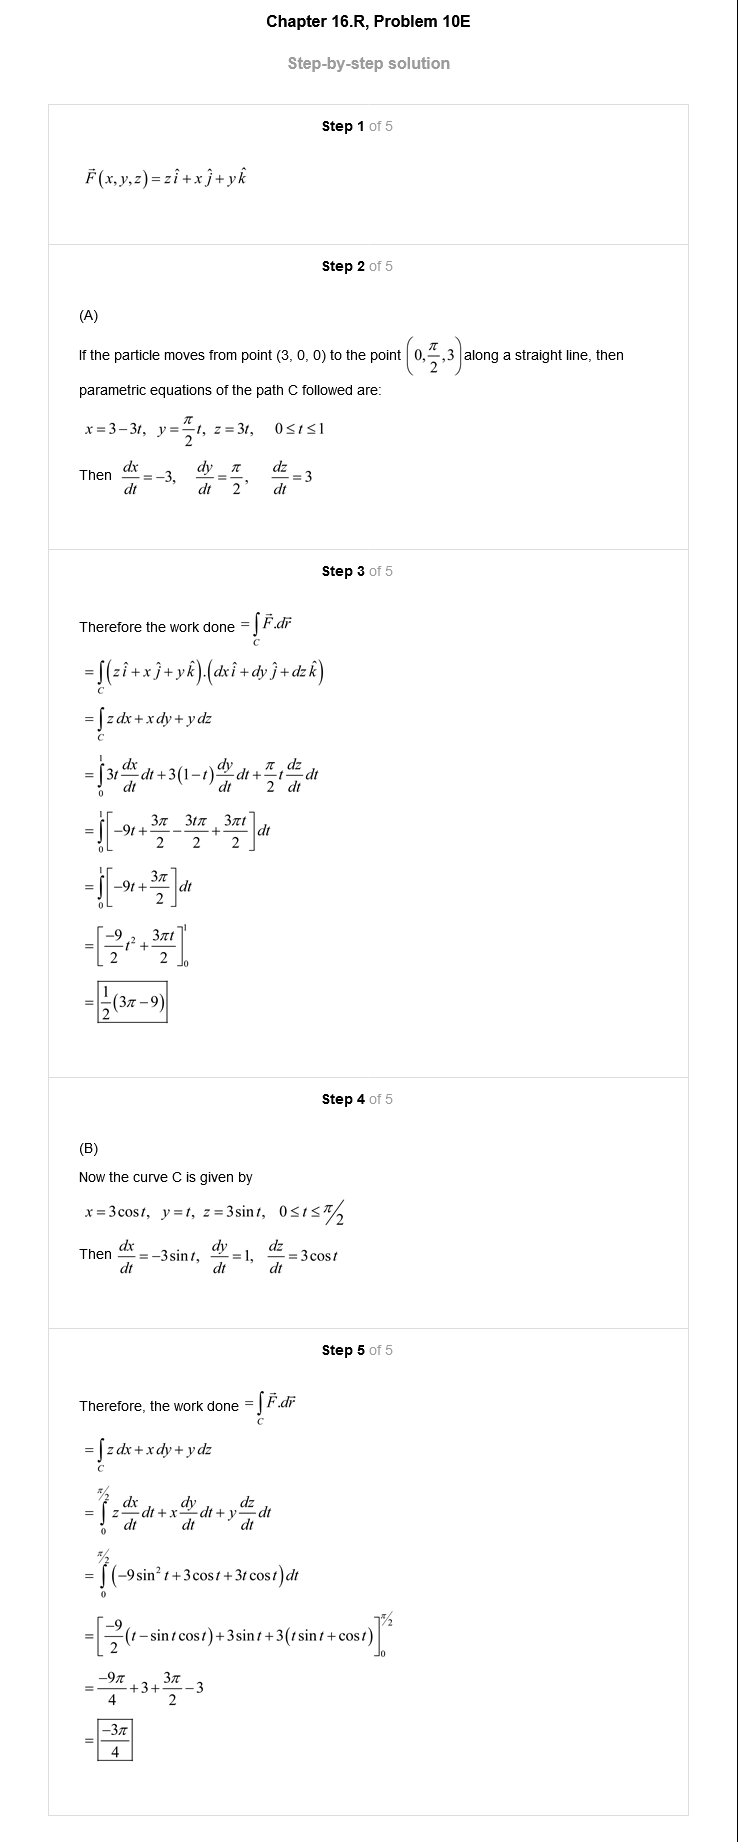 Chapter 16.R, Problem 10E
Step-by-step solution
Step 1 of 5
$\vec{F}(x,y,z)=z\hat{i}+x\hat{j}+y\hat{k}$
Step 2 of 5
(A)
If the particle moves from point (3, 0, 0) to the point $\left(0,\frac{\pi}{2},3\right)$ along a straight line, then
parametric equations of the path C followed are:
$x=3-3t,\ y=\frac{\pi}{2}t,\ z=3t,\quad 0\le t\le 1$
Then $\frac{dx}{dt}=-3,\quad \frac{dy}{dt}=\frac{\pi}{2},\quad \frac{dz}{dt}=3$
Step 3 of 5
Therefore the work done $=\int_C \vec{F}.d\vec{r}$
$=\int_C (z\hat{i}+x\hat{j}+y\hat{k}).(dx\hat{i}+dy\hat{j}+dz\hat{k})$
$=\int_C z\,dx+x\,dy+y\,dz$
$=\int_0^1 3t\frac{dx}{dt}dt+3(1-t)\frac{dy}{dt}dt+\frac{\pi}{2}t\frac{dz}{dt}dt$
$=\int_0^1\left[-9t+\frac{3\pi}{2}-\frac{3t\pi}{2}+\frac{3\pi t}{2}\right]dt$
$=\int_0^1\left[-9t+\frac{3\pi}{2}\right]dt$
$=\left[\frac{-9}{2}t^2+\frac{3\pi t}{2}\right]_0^1$
$=\boxed{\frac{1}{2}(3\pi-9)}$
Step 4 of 5
(B)
Now the curve C is given by
$x=3\cos t,\ y=t,\ z=3\sin t,\ 0\le t\le \pi/2$
Then $\frac{dx}{dt}=-3\sin t,\ \frac{dy}{dt}=1,\ \frac{dz}{dt}=3\cos t$
Step 5 of 5
Therefore, the work done $=\int_C \vec{F}.d\vec{r}$
$=\int_C z\,dx+x\,dy+y\,dz$
$=\int_0^{\pi/2} z\frac{dx}{dt}dt+x\frac{dy}{dt}dt+y\frac{dz}{dt}dt$
$=\int_0^{\pi/2}(-9\sin^2 t+3\cos t+3t\cos t)dt$
$=\left[\frac{-9}{2}(t-\sin t\cos t)+3\sin t+3(t\sin t+\cos t)\right]_0^{\pi/2}$
$=\frac{-9\pi}{4}+3+\frac{3\pi}{2}-3$
$=\boxed{\frac{-3\pi}{4}}$